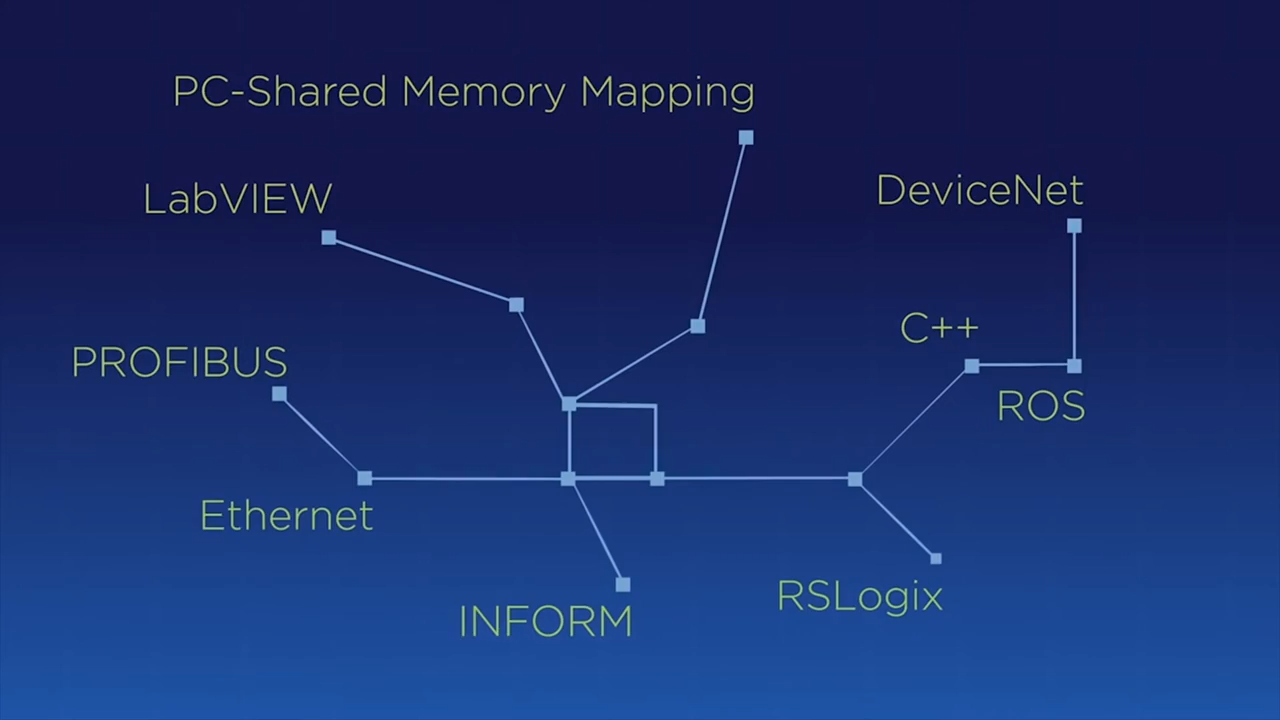 PC-Shared Memory Mapping
LabVIEW
DeviceNet
C++
PROFIBUS
ROS
Ethernet
RSLogix
INFORM